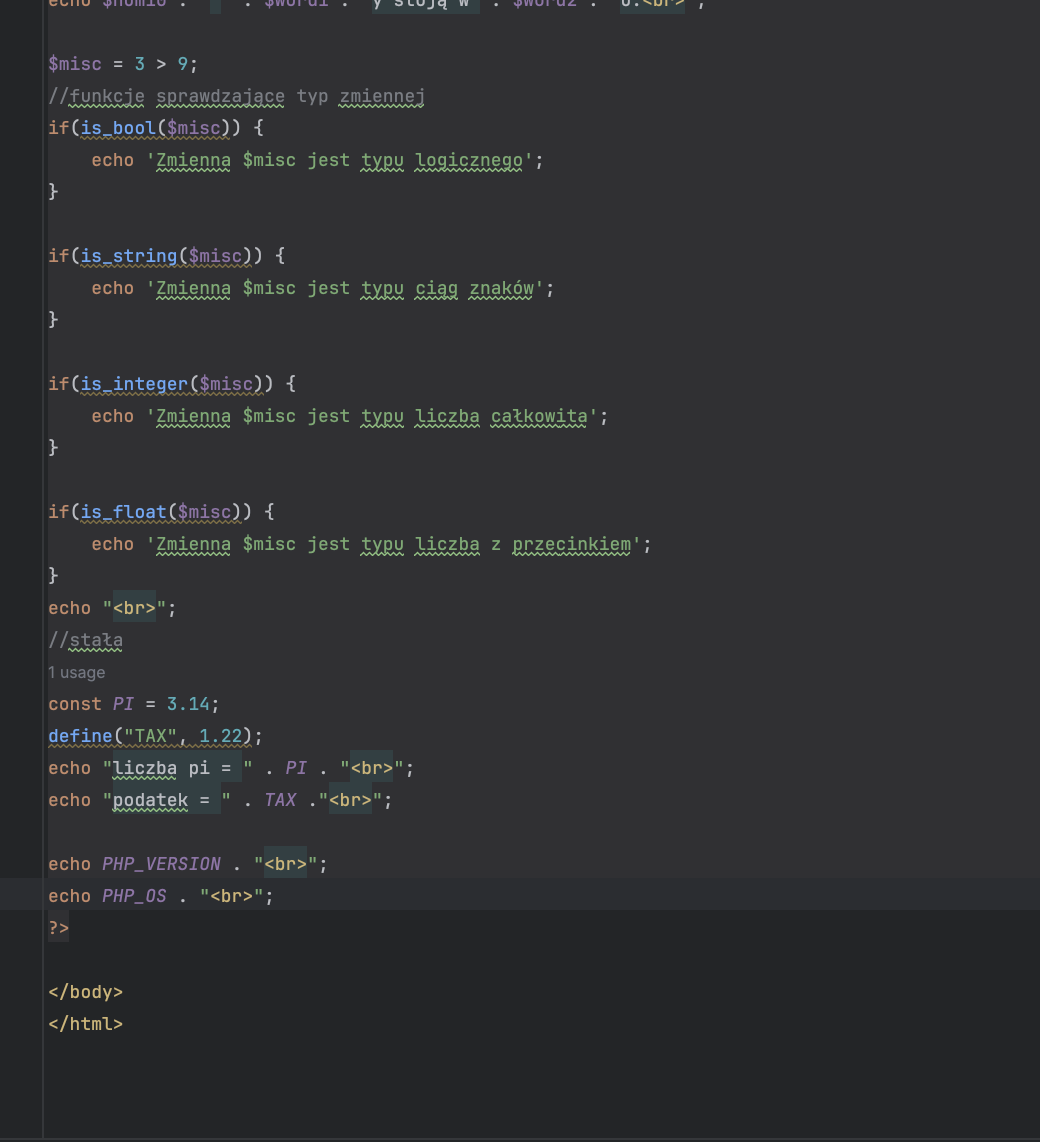 echo $homi0 . " " . $word1 . "y stoją w " . $word2 . "u.<br>";
$misc = 3 > 9;
//funkcje sprawdzające typ zmiennej
if(is_bool($misc)) {
echo 'Zmienna $misc jest typu logicznego';
}
if(is_string($misc)) {
echo 'Zmienna $misc jest typu ciąg znaków';
}
if(is_integer($misc)) {
echo 'Zmienna $misc jest typu liczba całkowita';
}
if(is_float($misc)) {
echo 'Zmienna $misc jest typu liczba z przecinkiem';
}
echo "<br>";
//stała
1 usage
const PI = 3.14;
define("TAX", 1.22);
echo "liczba pi = " . PI . "<br>";
echo "podatek = " . TAX ."<br>";
echo PHP_VERSION . "<br>";
echo PHP_OS . "<br>";
?>
</body>
</html>